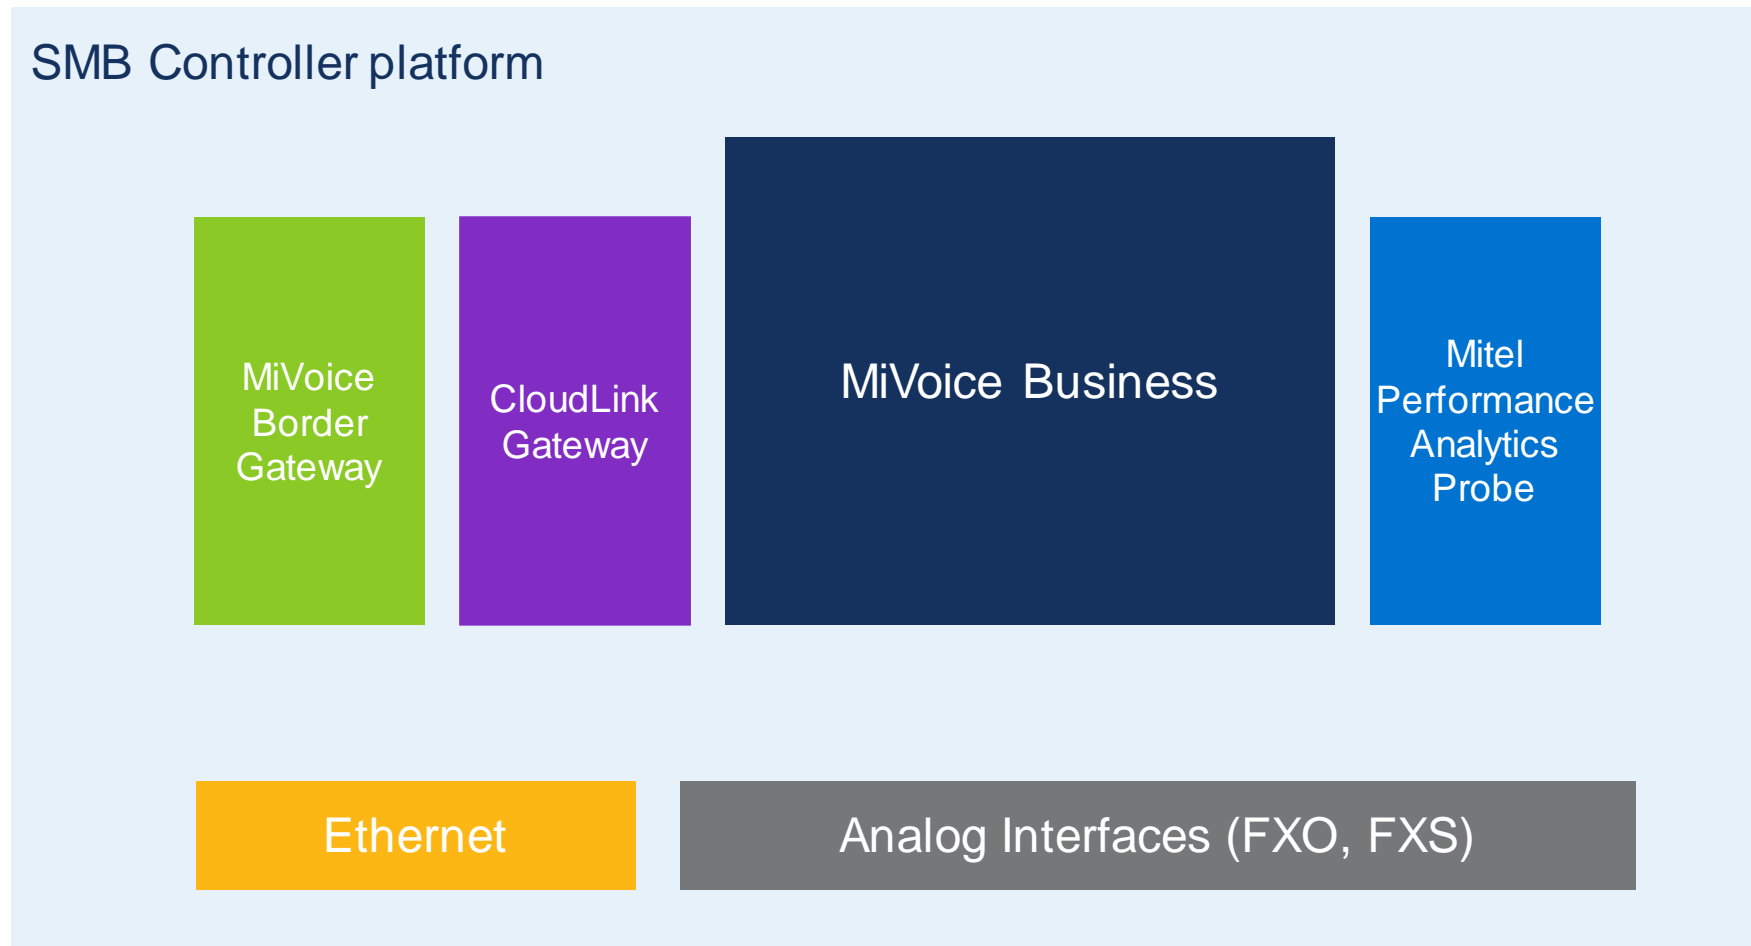 SMB Controller platform
MiVoice
Border
Gateway
CloudLink
Gateway
MiVoice Business
Mitel
Performance
Analytics
Probe
Ethernet
Analog Interfaces (FXO, FXS)